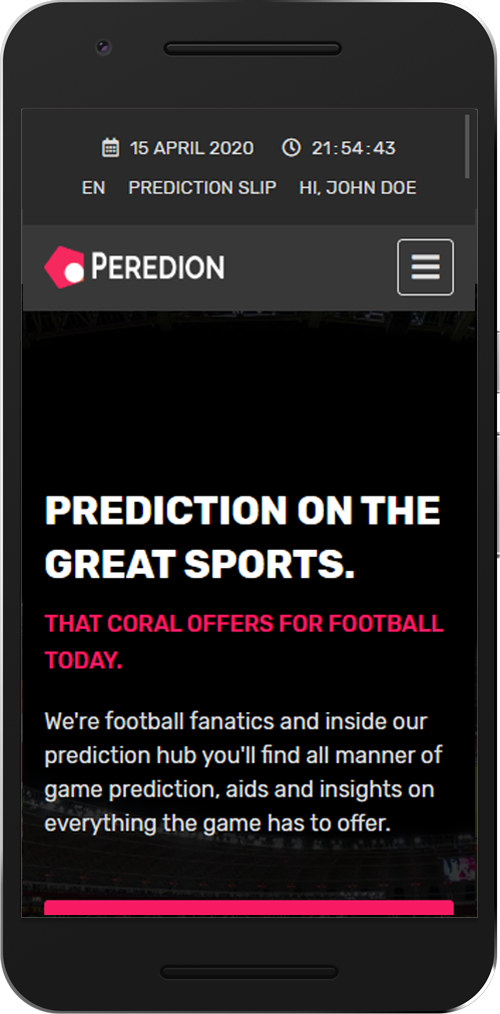 15 APRIL 2020 21:54:43
EN PREDICTION SLIP HI, JOHN DOE
PEREDION
PREDICTION ON THE
GREAT SPORTS.
THAT CORAL OFFERS FOR FOOTBALL
TODAY.
We're football fanatics and inside our
prediction hub you'll find all manner of
game prediction, aids and insights on
everything the game has to offer.